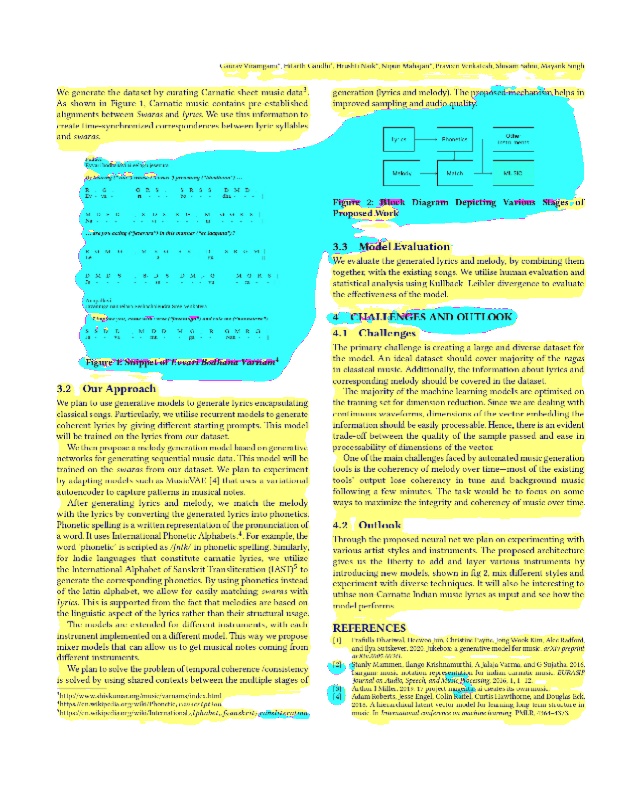 Gaurav Viramgami*, Hitarth Gandhi*, Hrushti Naik*, Nipun Mahajan*, Praveen Venkatesh, Shivam Sahni, Mayank Singh
We generate the dataset by curating Carnatic sheet music data3.
As shown in Figure 1, Carnatic music contains pre-established
alignments between Swaras and lyrics. We use this information to
create time-synchronized correspondences between lyric syllables
and swaras.
Figure 1: Snippet of Evvari Bodhana Varnam4
3.2 Our Approach
We plan to use generative models to generate lyrics encapsulating
classical songs. Particularly, we utilise recurrent models to generate
coherent lyrics by giving different starting prompts. This model
will be trained on the lyrics from our dataset.
We then propose a melody generation model based on generative
networks for generating sequential music data. This model will be
trained on the swaras from our dataset. We plan to experiment
by adapting models such as MusicVAE [4] that uses a variational
autoencoder to capture patterns in musical notes.
After generating lyrics and melody, we match the melody
with the lyrics by converting the generated lyrics into phonetics.
Phonetic spelling is a written representation of the pronunciation of
a word. It uses International Phonetic Alphabets.4. For example, the
word 'phonetic' is scripted as in phonetic spelling. Similarly,
for Indic languages that constitute carnatic lyrics, we utilize
the International Alphabet of Sanskrit Transliteration (IAST)5 to
generate the corresponding phonetics. By using phonetics instead
of the latin alphabet, we allow for easily matching swaras with
lyrics. This is supported from the fact that melodies are based on
the linguistic aspect of the lyrics rather than their structural usage.
The models are extended for different instruments, with each
instrument implemented on a different model. This way we propose
mixer models that can allow us to get musical notes coming from
different instruments.
We plan to solve the problem of temporal coherence/consistency
is solved by using shared contexts between the multiple stages of
3http://www.shivkumar.org/music/varnams/index.html
4https://en.wikipedia.org/wiki/Phonetic_transcription
5https://en.wikipedia.org/wiki/International_Alphabet_of_Sanskrit_Transliteration
generation (lyrics and melody). The proposed mechanism helps in
improved sampling and audio quality.
Lyrics Phonetics Other Instruments
Melody Match MUSIC
Figure 2: Block Diagram Depicting Various Stages of
Proposed Work
3.3 Model Evaluation
We evaluate the generated lyrics and melody, by combining them
together, with the existing songs. We utilise human evaluation and
statistical analysis using Kullback–Leibler divergence to evaluate
the effectiveness of the model.
4 CHALLENGES AND OUTLOOK
4.1 Challenges
The primary challenge is creating a large and diverse dataset for
the model. An ideal dataset should cover majority of the ragas
in classical music. Additionally, the information about lyrics and
corresponding melody should be covered in the dataset.
The majority of the machine learning models are optimised on
the training set for dimension reduction. Since we are dealing with
continuous waveforms, dimensions of the vector embedding the
information should be easily processable. Hence, there is an evident
trade-off between the quality of the sample passed and ease in
processability of dimensions of the vector.
One of the main challenges faced by automated music generation
tools is the coherency of melody over time—most of the existing
tools' output lose coherency in tune and background music
following a few minutes. The task would be to focus on some
ways to maximize the integrity and coherency of music over time.
4.2 Outlook
Through the proposed neural net we plan on experimenting with
various artist styles and instruments. The proposed architecture
gives us the liberty to add and layer various instruments by
introducing new models, shown in fig 2, mix different styles and
experiment with diverse techniques. It will also be interesting to
utilise non-Carnatic Indian music lyrics as input and see how the
model performs.
REFERENCES
[1] Prafulla Dhariwal, Heewoo Jun, Christine Payne, Jong Wook Kim, Alec Radford,
and Ilya Sutskever. 2020. Jukebox: a generative model for music. arXiv preprint
[2] Stanly Mammen, Ilango Krishnamurthi, A Jalaja Varma, and G Sujatha. 2016.
isargam: music notation representation for indian carnatic music. EURASIP
Journal on Audio, Speech, and Music Processing, 2016, 1, 1–12.
[3] Arthur I Miller. 2019. 17 project magenta: ai creates its own music.
[4] Adam Roberts, Jesse Engel, Colin Raffel, Curtis Hawthorne, and Douglas Eck.
2018. A hierarchical latent vector model for learning long-term structure in
music. In International conference on machine learning. PMLR, 4364–4373.